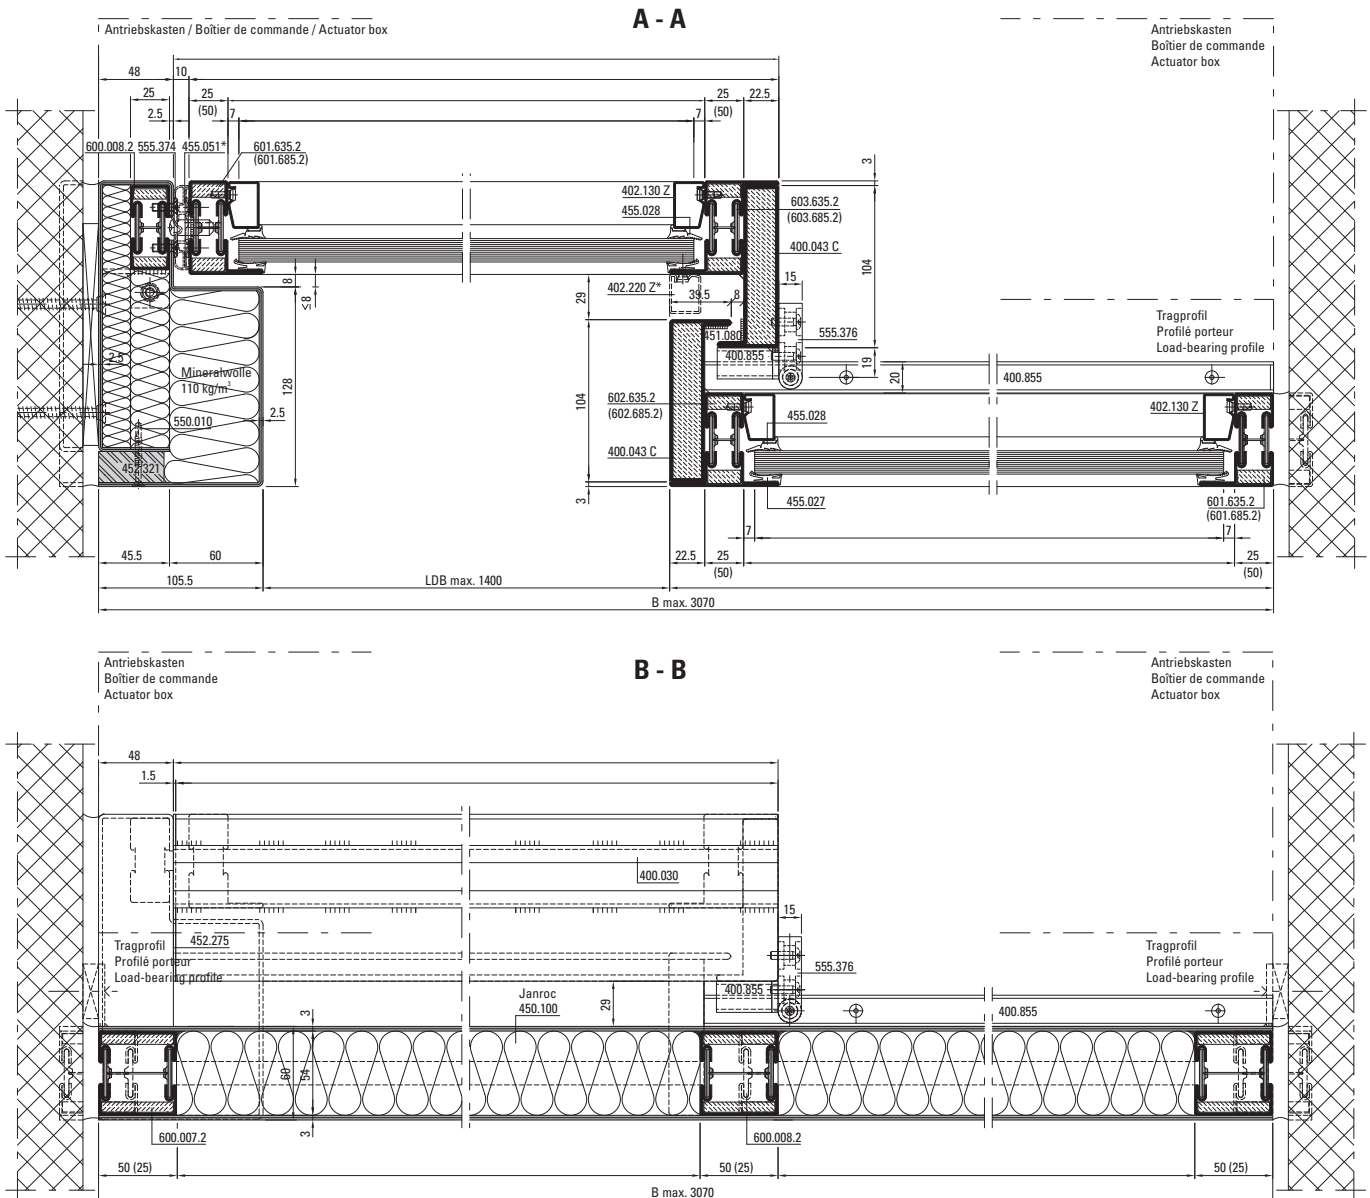 A - A
Antriebskasten / Boîtier de commande / Actuator box
Antriebskasten
Boîtier de commande
Actuator box
48
10
25
25
(50)
25
(50)
22.5
2.5
7
7
600.008.2
555.374
455.051*
601.635.2
(601.685.2)
3
402.130 Z
455.028
603.635.2
(603.685.2)
400.043 C
104
8
≤8
29
402.220 Z*
39.5
8
15
451.080
555.376
400.855
19
Tragprofil
Profilé porteur
Load-bearing profile
2.5
Mineralwolle
110 kg/m³
128
104
20
400.855
2.5
550.010
602.635.2
(602.685.2)
455.028
402.130 Z
400.043 C
452.321
3
455.027
601.635.2
(601.685.2)
7
7
45.5
60
22.5
25
(50)
25
(50)
105.5
LDB max. 1400
B max. 3070
B - B
Antriebskasten
Boîtier de commande
Actuator box
Antriebskasten
Boîtier de commande
Actuator box
48
1.5
400.030
15
Tragprofil
Profilé porteur
Load-bearing profile
452.275
555.376
Tragprofil
Profilé porteur
Load-bearing profile
Janroc
450.100
29
400.855
400.855
3
60
54
3
600.007.2
600.008.2
50 (25)
50 (25)
50 (25)
B max. 3070